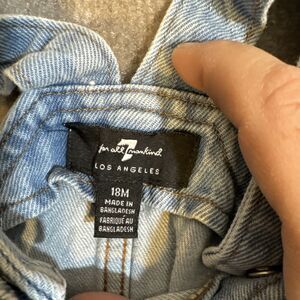 for all 7 mankind
LOS ANGELES
18M
MADE IN
BANGLADESH
FABRIQUÉ AU
BANGLADESH